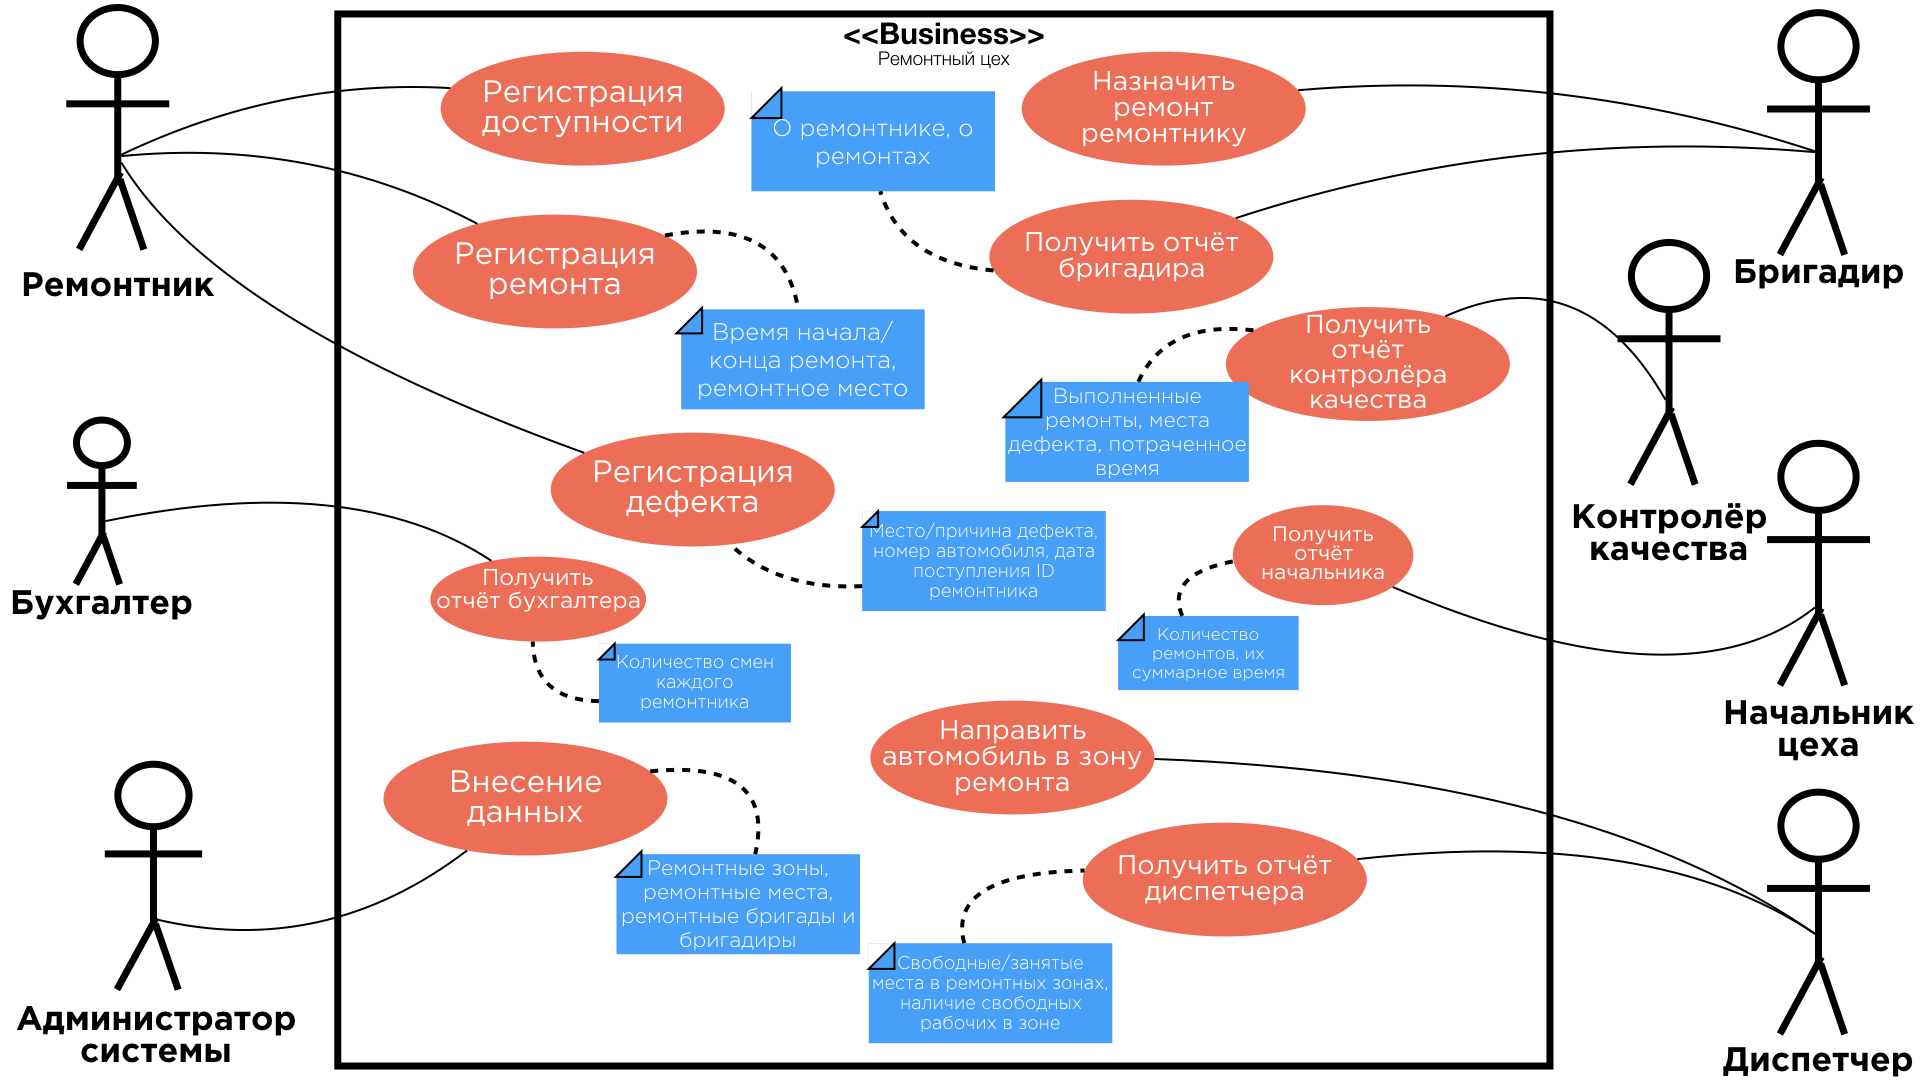 <<Business>>
Ремонтный цех
Регистрация
доступности
О ремонтнике, о
ремонтах
Назначить
ремонт
ремонтнику
Ремонтник
Регистрация
ремонта
Получить отчёт
бригадира
Бригадир
Время начала/
конца ремонта,
ремонтное место
Получить
отчёт
контролёра
качества
Выполненные
ремонты, места
дефекта, потраченное
время
Регистрация
дефекта
Контролёр
качества
Место/причина дефекта,
номер автомобиля, дата
поступления ID
ремонтника
Получить
отчёт
начальника
Бухгалтер
Получить
отчёт бухгалтера
Количество смен
каждого
ремонтника
Количество
ремонтов, их
суммарное время
Начальник
цеха
Направить
автомобиль в зону
ремонта
Внесение
данных
Ремонтные зоны,
ремонтные места,
ремонтные бригады и
бригадиры
Получить отчёт
диспетчера
Свободные/занятые
места в ремонтных зонах,
наличие свободных
рабочих в зоне
Администратор
системы
Диспетчер